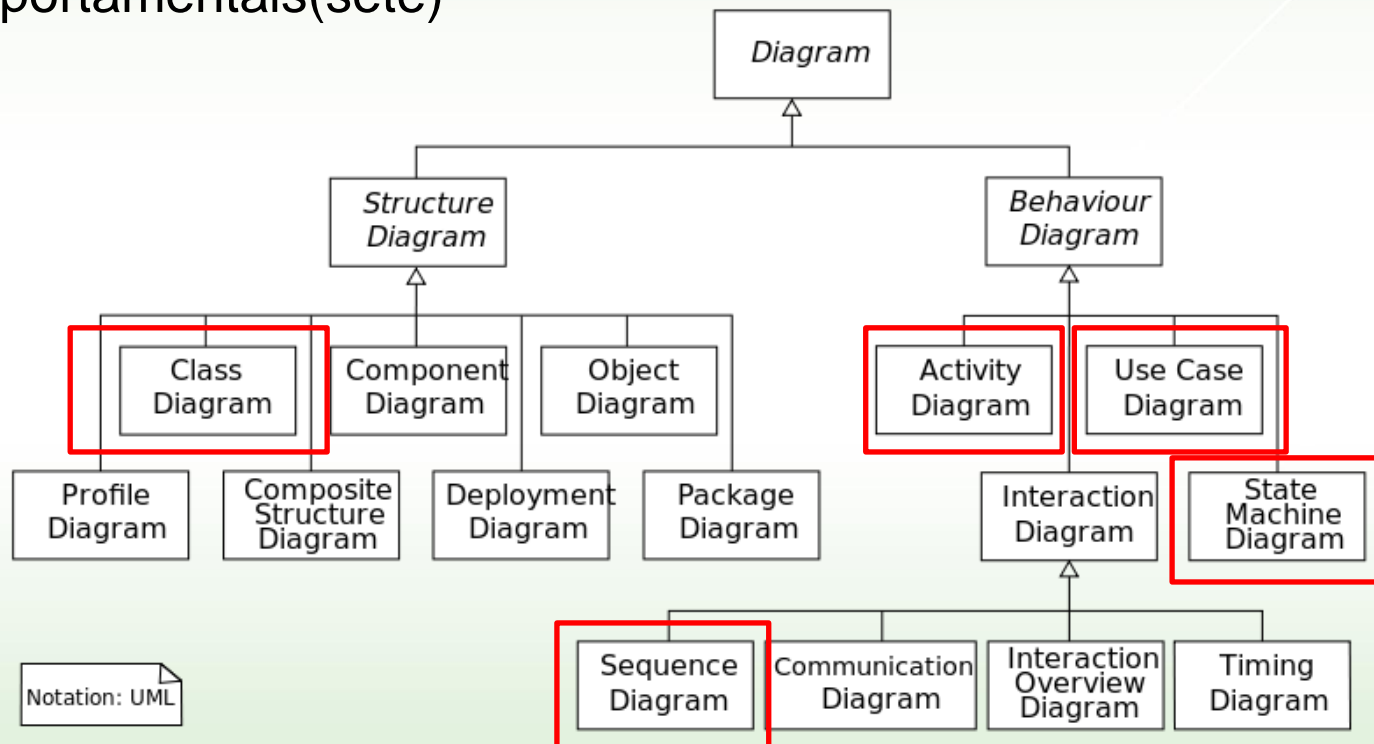 portamentais(sete)
Diagram
Structure
Diagram
Behaviour
Diagram
Class
Diagram
Component
Diagram
Object
Diagram
Activity
Diagram
Use Case
Diagram
Profile
Diagram
Composite
Structure
Diagram
Deployment
Diagram
Package
Diagram
Interaction
Diagram
State
Machine
Diagram
Sequence
Diagram
Communication
Diagram
Interaction
Overview
Diagram
Timing
Diagram
Notation: UML